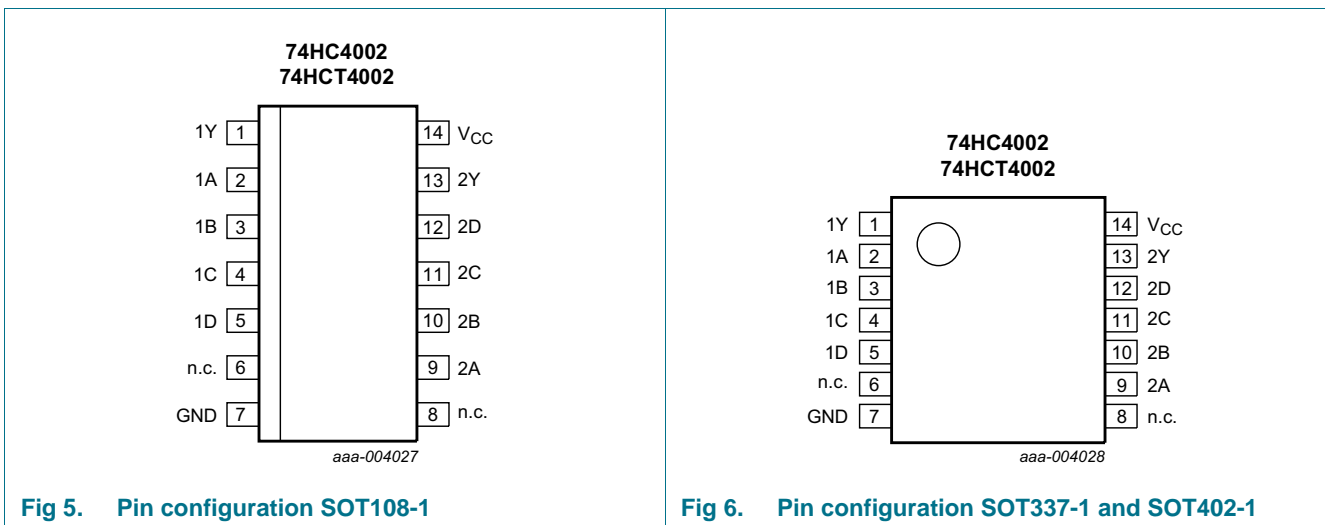 74HC4002
74HCT4002
1Y 1
14 VCC
1A 2
13 2Y
1B 3
12 2D
1C 4
11 2C
1D 5
10 2B
n.c. 6
9 2A
GND 7
8 n.c.
aaa-004027
Fig 5. Pin configuration SOT108-1
74HC4002
74HCT4002
1Y 1
14 VCC
1A 2
13 2Y
1B 3
12 2D
1C 4
11 2C
1D 5
10 2B
n.c. 6
9 2A
GND 7
8 n.c.
aaa-004028
Fig 6. Pin configuration SOT337-1 and SOT402-1